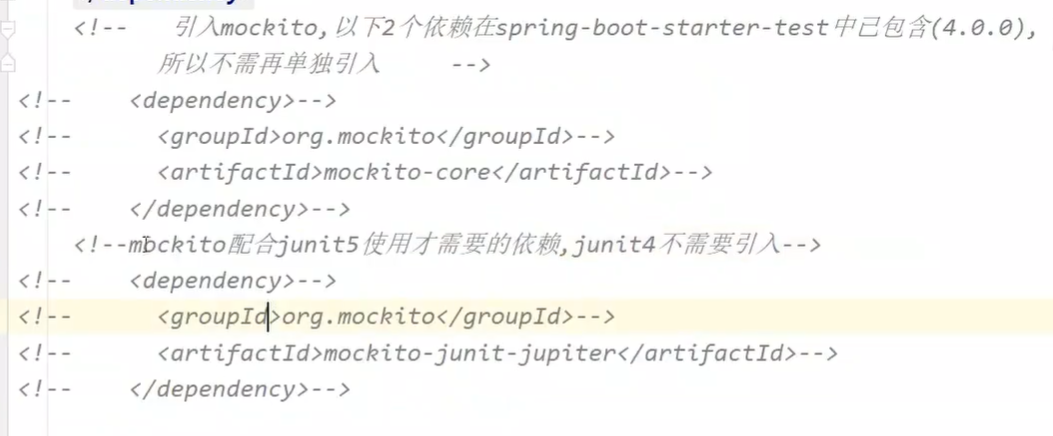 <!--   引入mockito,以下2个依赖在spring-boot-starter-test中已包含(4.0.0),
所以不需再单独引入     -->
<!--    <dependency>-->
<!--      <groupId>org.mockito</groupId>-->
<!--      <artifactId>mockito-core</artifactId>-->
<!--    </dependency>-->
<!--mockito配合junit5使用才需要的依赖,junit4不需要引入-->
<!--    <dependency>-->
<!--      <groupId>org.mockito</groupId>-->
<!--      <artifactId>mockito-junit-jupiter</artifactId>-->
<!--    </dependency>-->